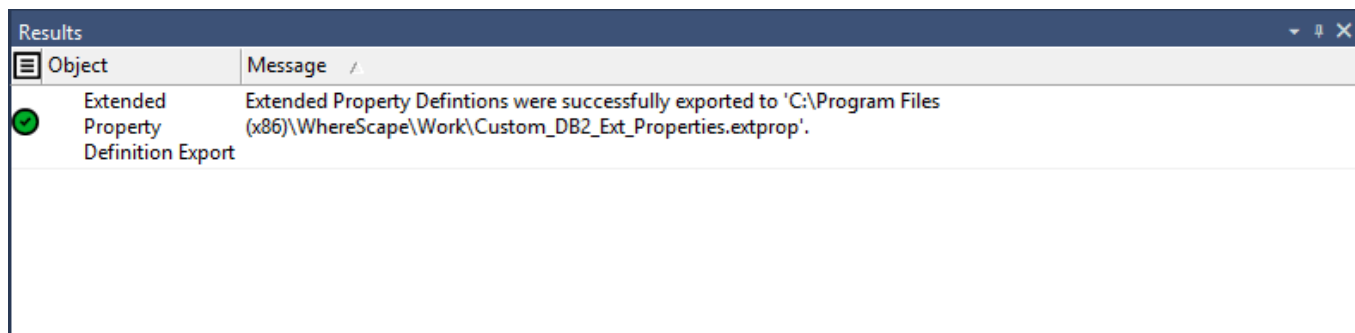 Results
Object Message
Extended Extended Property Defintions were successfully exported to 'C:\Program Files
Property (x86)\WhereScape\Work\Custom_DB2_Ext_Properties.extprop'.
Definition Export